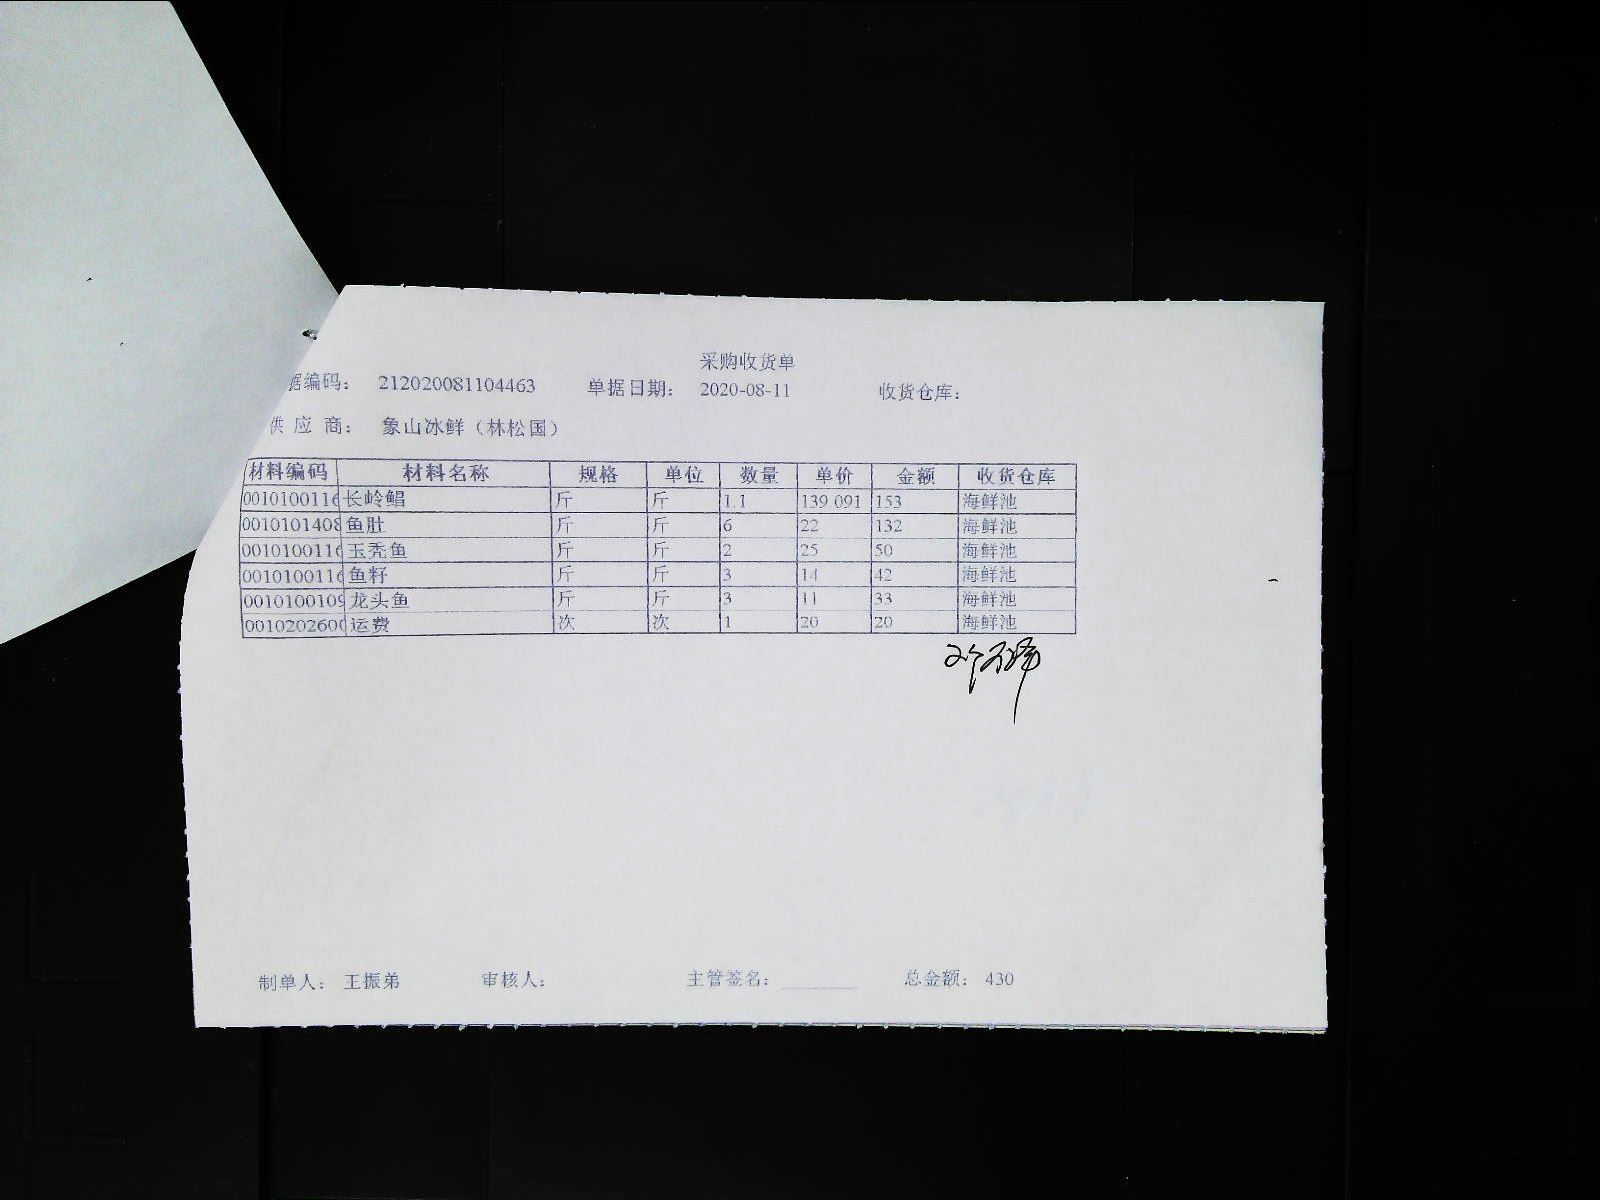 采购收货单
据编码： 212020081104463 单据日期： 2020-08-11 收货仓库：
供 应 商： 象山冰鲜（林松国）
材料编码 材料名称 规格 单位 数量 单价 金额 收货仓库
001010011 长岭鲳 斤 斤 1.1 139 091 153 海鲜池
0010101408 鱼肚 斤 斤 6 22 132 海鲜池
001010011 玉秃鱼 斤 斤 2 25 50 海鲜池
001010011 鱼籽 斤 斤 3 14 42 海鲜池
0010100109 龙头鱼 斤 斤 3 11 33 海鲜池
001020260 运费 次 次 1 20 20 海鲜池
制单人： 王振弟 审核人： 主管签名： 总金额： 430